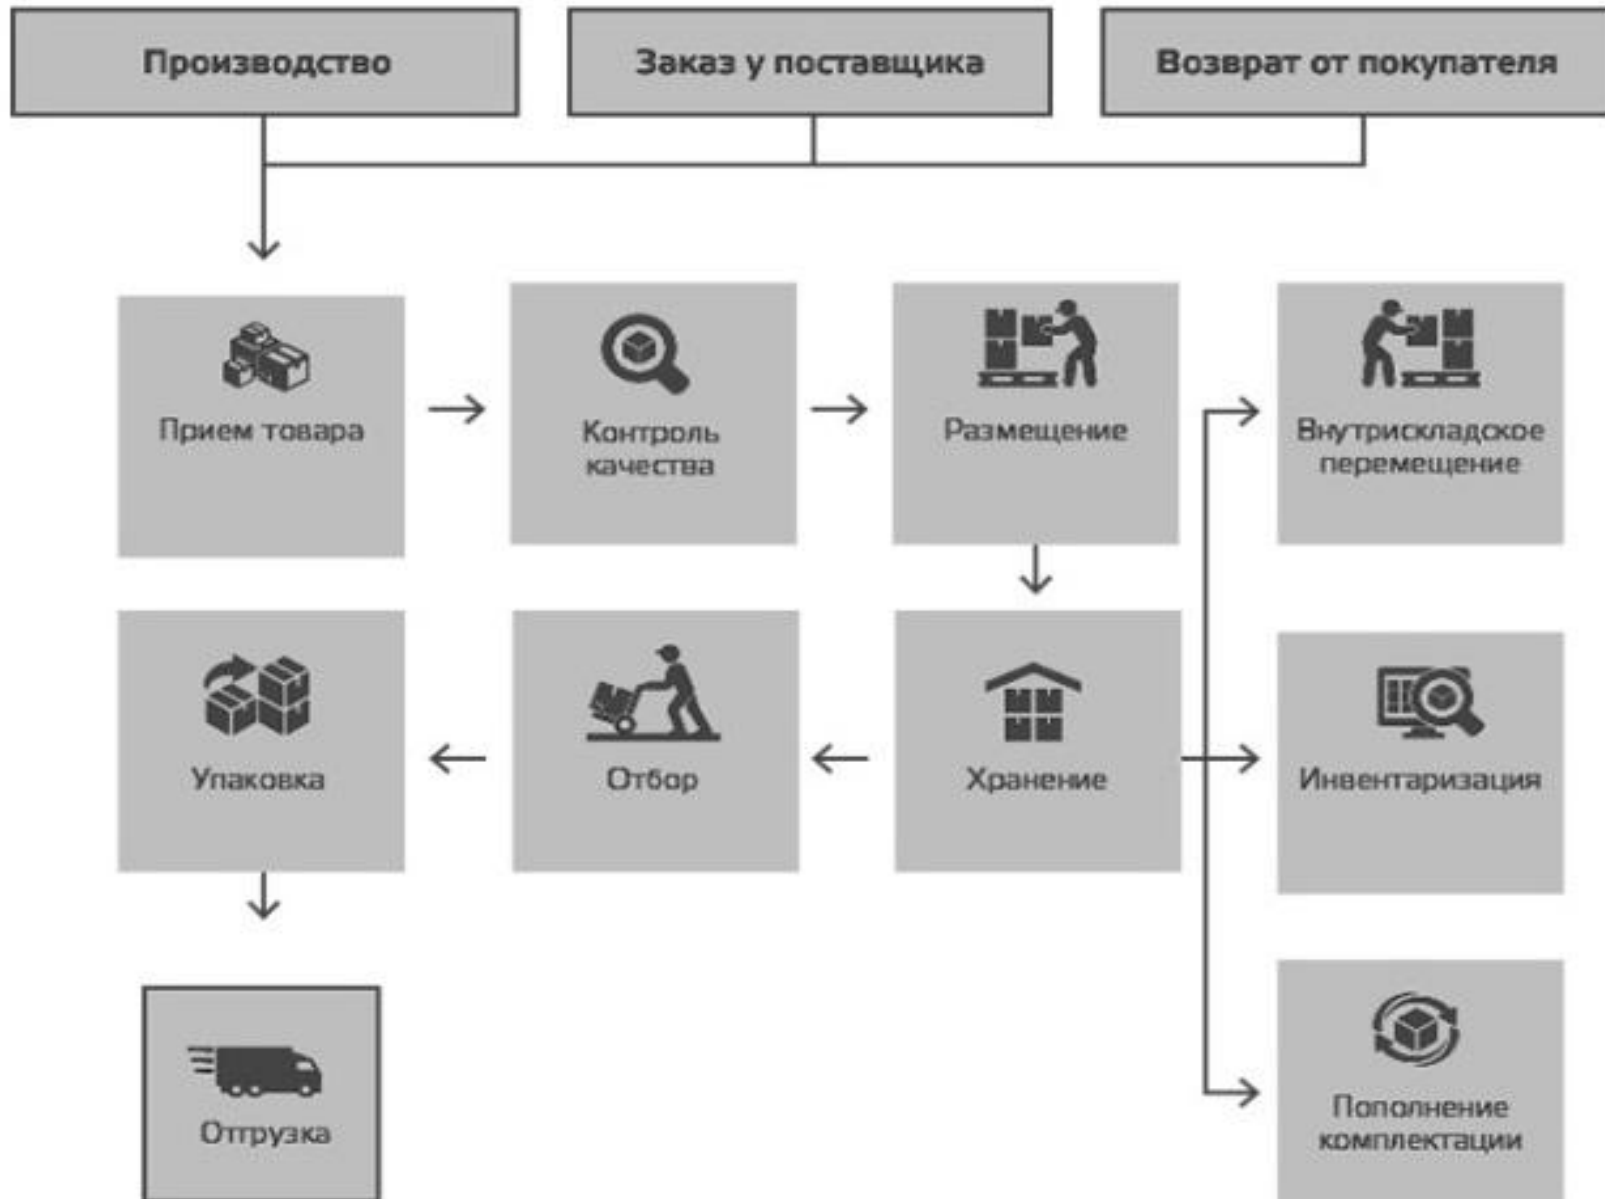 Производство
Заказ у поставщика
Возврат от покупателя
Прием товара
Контроль
качества
Размещение
Внутрискладское
перемещение
Упаковка
Отбор
Хранение
Инвентаризация
Отгрузка
Пополнение
комплектации